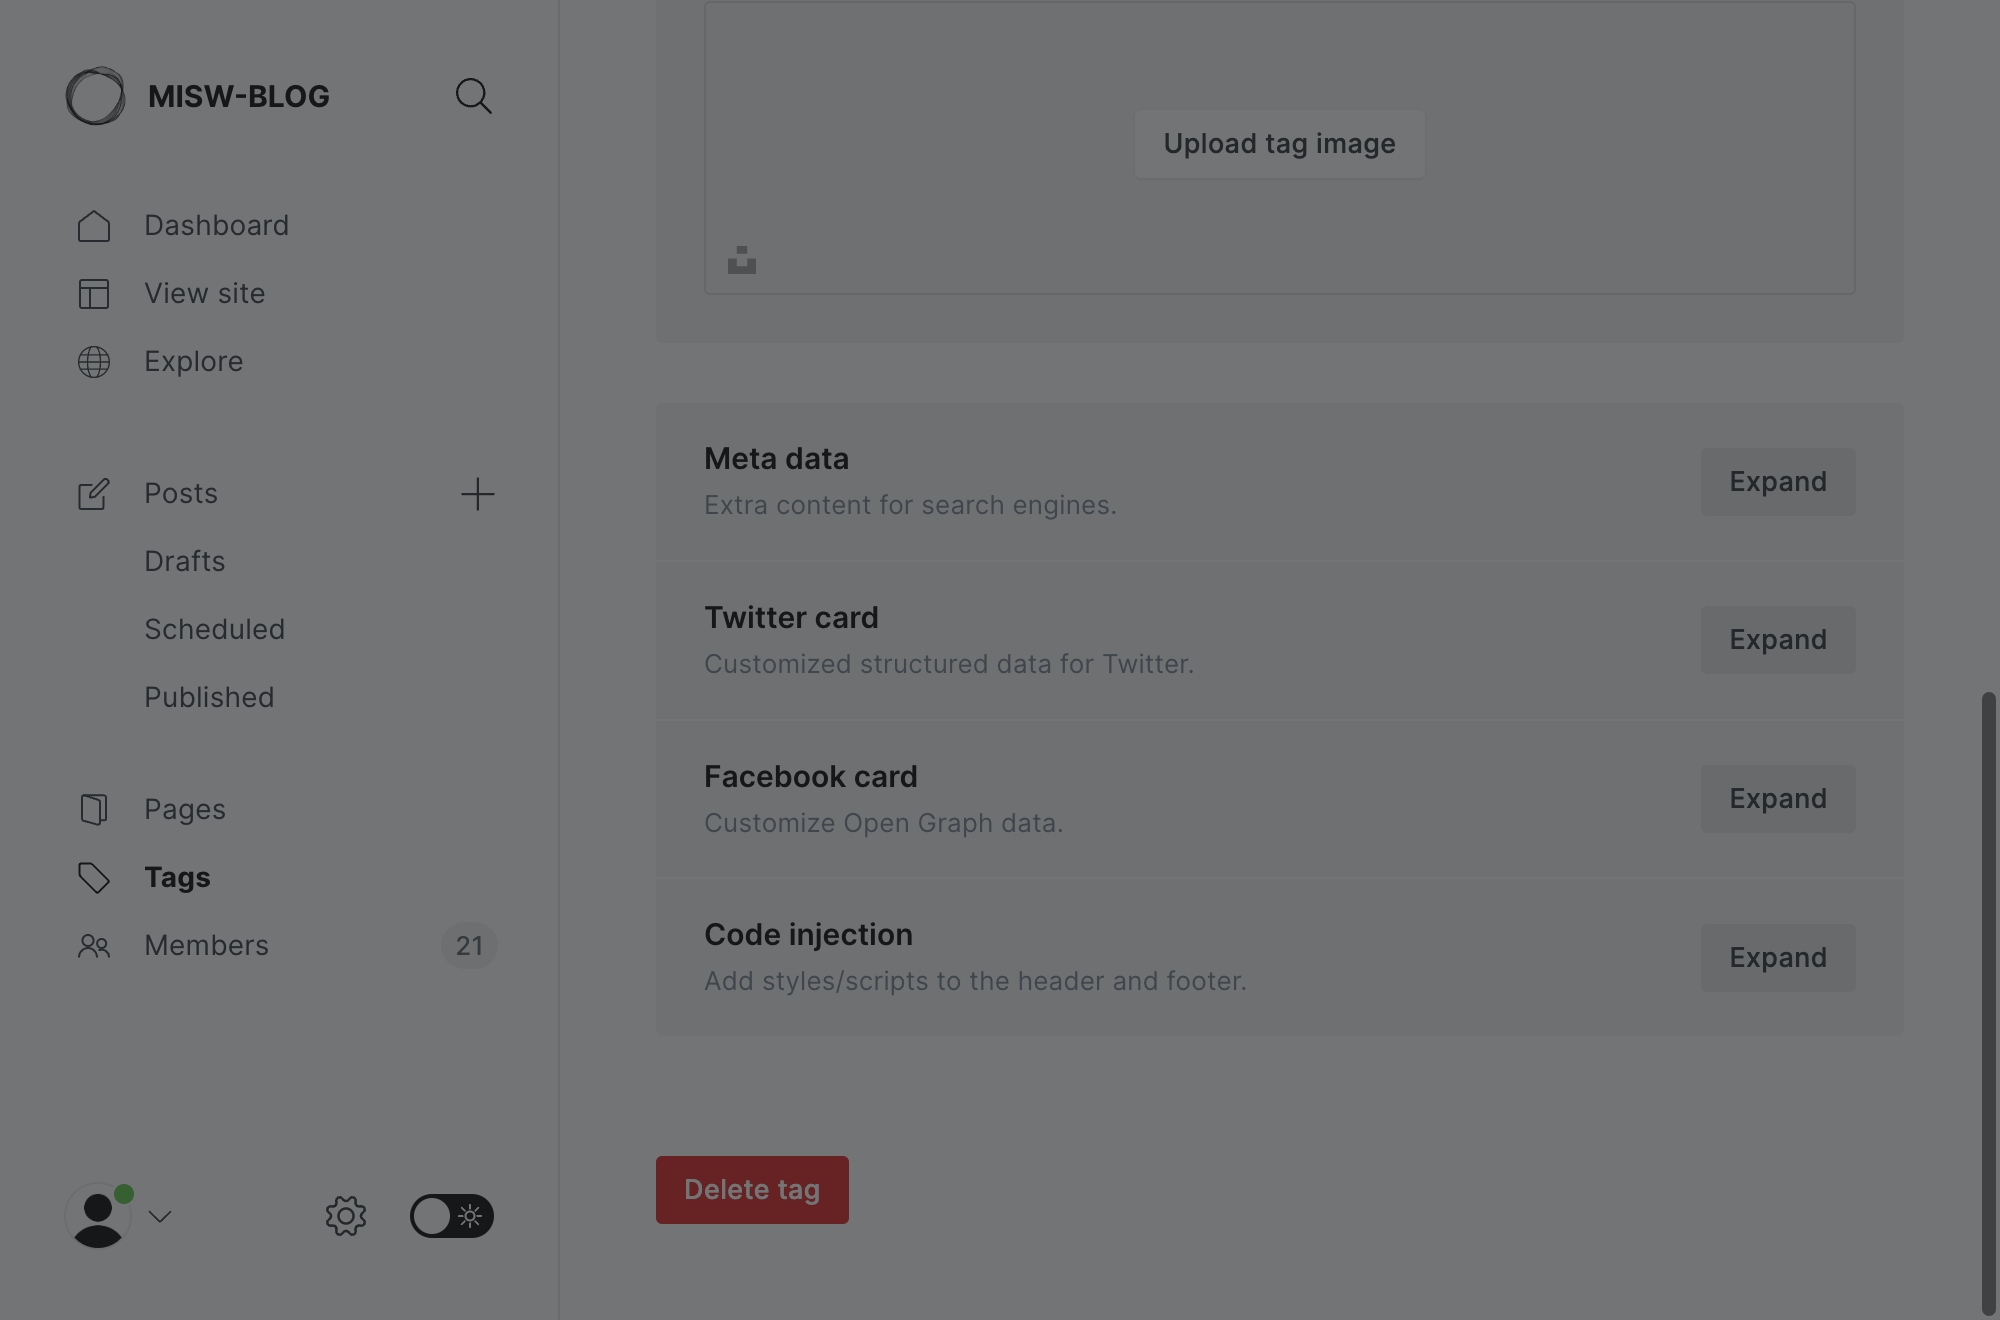 MISW-BLOG
Dashboard
View site
Explore
Posts
Drafts
Scheduled
Published
Pages
Tags
Members 21
Upload tag image
Meta data
Extra content for search engines.
Expand
Twitter card
Customized structured data for Twitter.
Expand
Facebook card
Customize Open Graph data.
Expand
Code injection
Add styles/scripts to the header and footer.
Expand
Delete tag